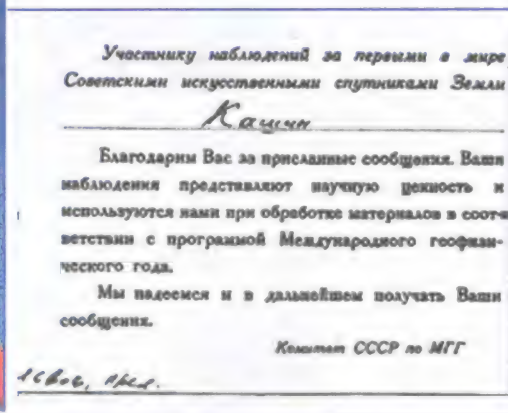 Участнику наблюдений за первыми в мире
Советскими искусственными спутниками Земли
Кашин
Благодарим Вас за присланные сообщения. Ваши
наблюдения представляют научную ценность и
используются нами при обработке материалов в соот-
ветствии с программой Международного геофизи-
ческого года.
Мы надеемся и в дальнейшем получать Ваши
сообщения.
Комитет СССР по МГГ